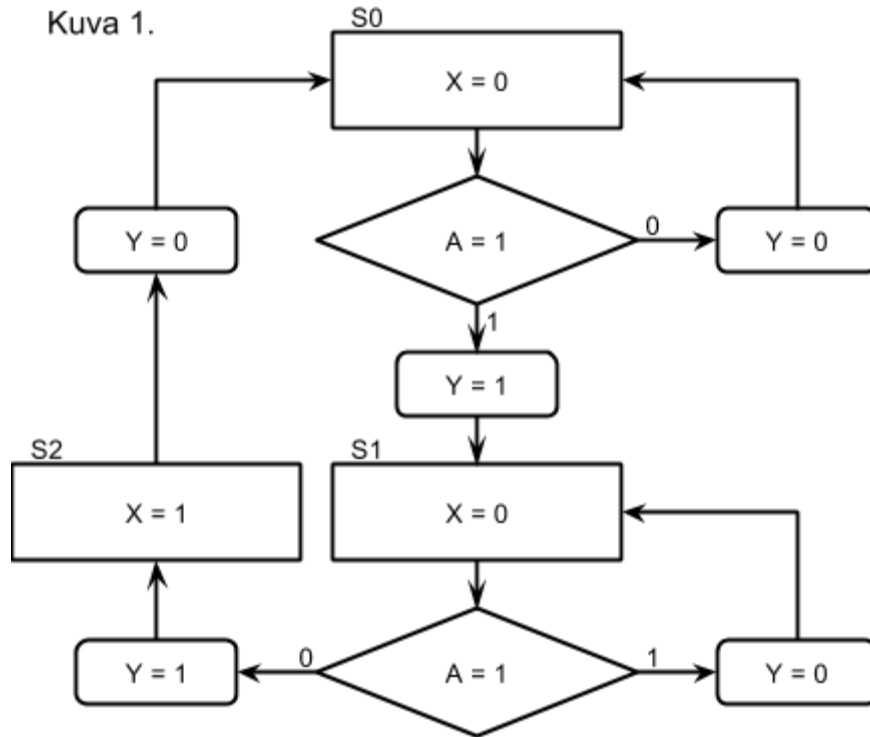 Kuva 1.
S0
X = 0
Y = 0
A = 1
0
Y = 0
1
Y = 1
S2
S1
X = 1
X = 0
Y = 1
0
A = 1
1
Y = 0